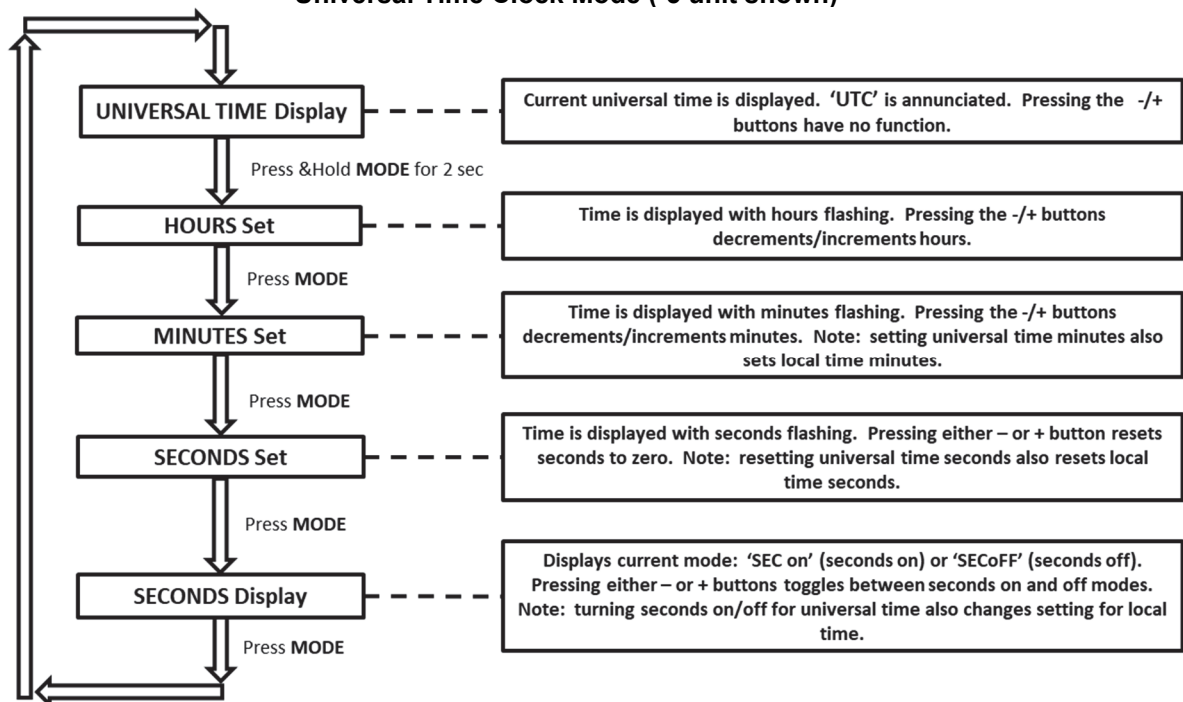 Universal Time Clock Mode (-6 unit shown)
UNIVERSAL TIME Display
Current universal time is displayed. ‘UTC’ is annunciated. Pressing the -/+
buttons have no function.
Press &Hold MODE for 2 sec
HOURS Set
Time is displayed with hours flashing. Pressing the -/+ buttons
decrements/increments hours.
Press MODE
MINUTES Set
Time is displayed with minutes flashing. Pressing the -/+ buttons
decrements/increments minutes. Note: setting universal time minutes also
sets local time minutes.
Press MODE
SECONDS Set
Time is displayed with seconds flashing. Pressing either – or + button resets
seconds to zero. Note: resetting universal time seconds also resets local
time seconds.
Press MODE
SECONDS Display
Displays current mode: ‘SEC on’ (seconds on) or ‘SECoFF’ (seconds off).
Pressing either – or + buttons toggles between seconds on and off modes.
Note: turning seconds on/off for universal time also changes setting for local
time.
Press MODE